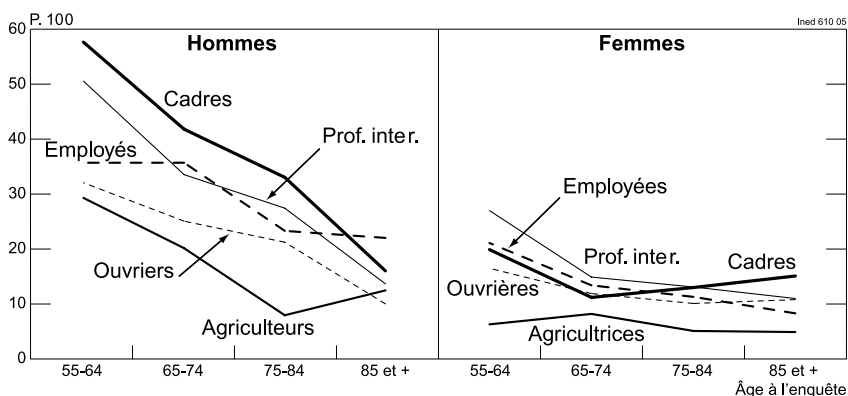 P. 100
Ined 610 05
60
50
40
30
20
10
0
Hommes
Cadres
Prof. inter.
Employés
Ouvriers
Agriculteurs
55-64 65-74 75-84 85 et +
Femmes
Employées
Prof. inter.
Cadres
Ouvrières
Agricultrices
55-64 65-74 75-84 85 et +
Âge à l'enquête